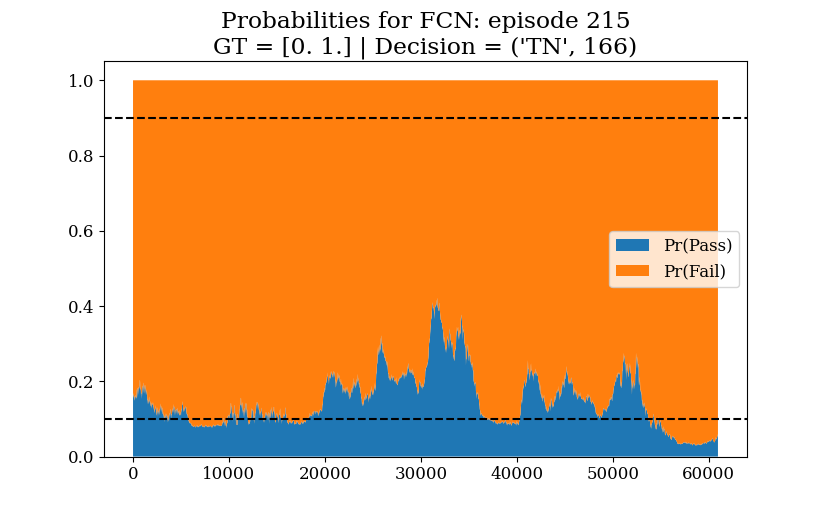 Probabilities for FCN: episode 215
GT = [0. 1.] | Decision = ('TN', 166)
1.0
0.8
0.6
0.4
0.2
0.0
Pr(Pass)
Pr(Fail)
0 10000 20000 30000 40000 50000 60000